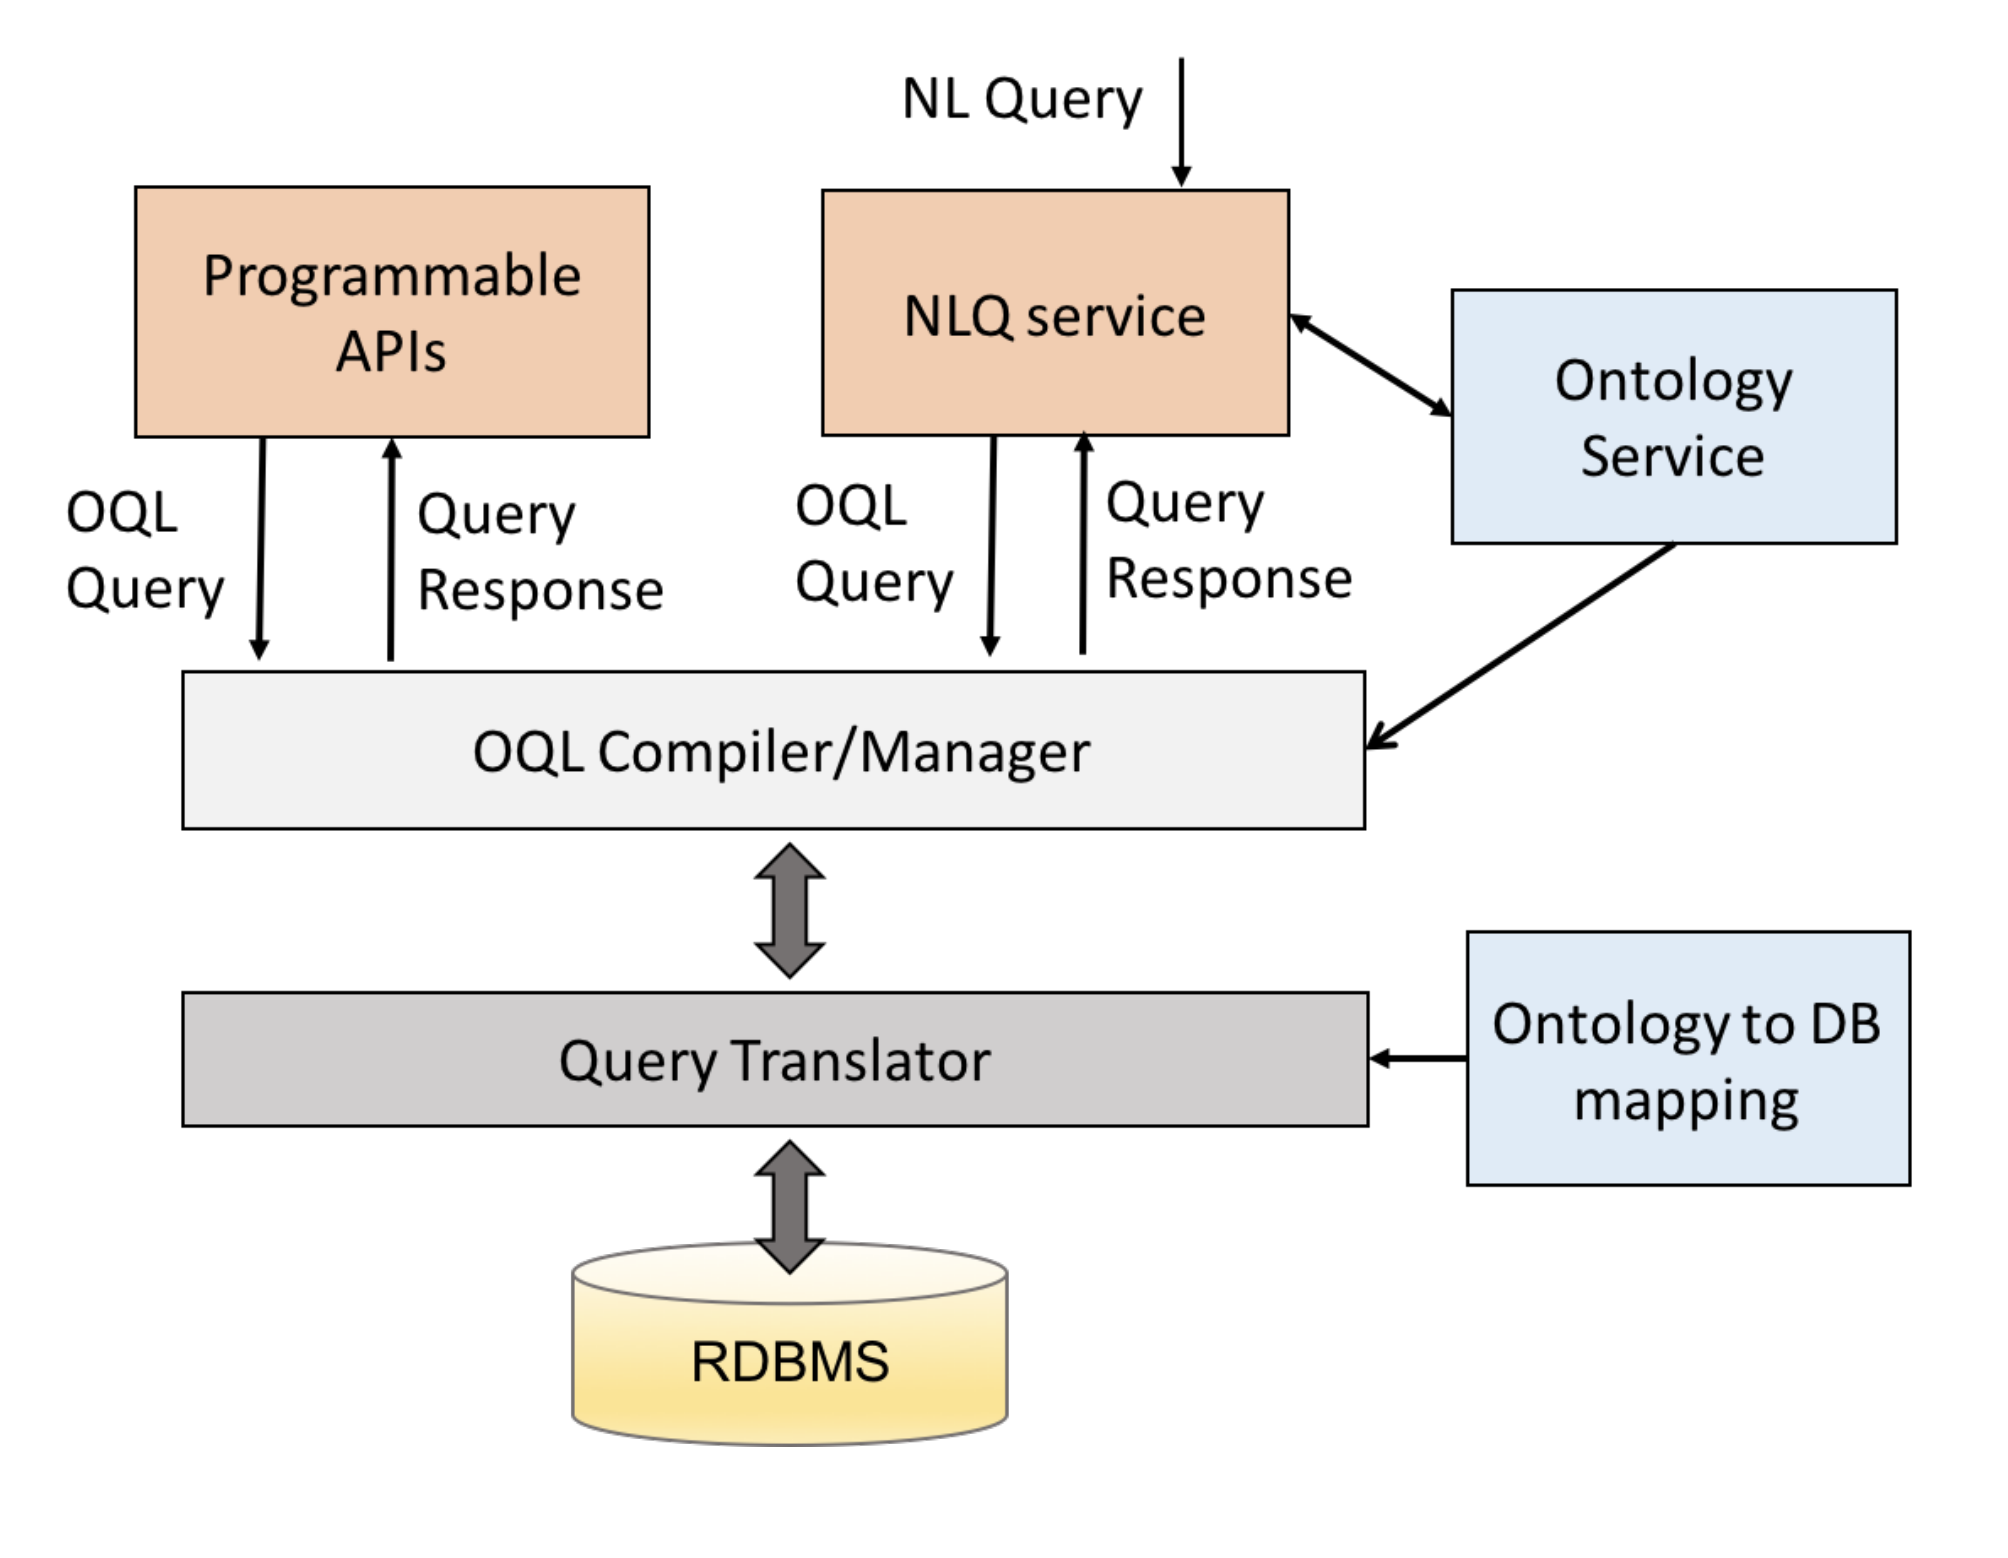 NL Query
Programmable
APIs
NLQ service
Ontology
Service
OQL
Query
Query
Response
OQL
Query
Query
Response
OQL Compiler/Manager
Query Translator
Ontology to DB
mapping
RDBMS